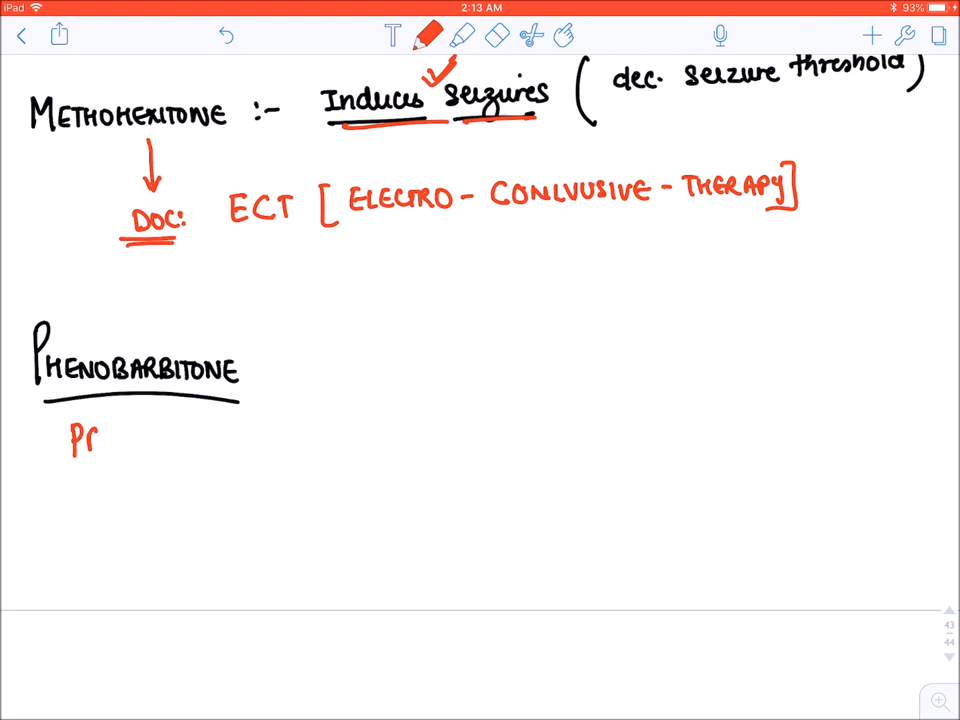 iPad 2:13 AM 93%
T
METHOHEXITONE :- Induces Seizures ( dec. Seizure threshold )
DOC: ECT [ ELECTRO - CONLVUSIVE - THERAPY ]
PHENOBARBITONE
Pr
43
44